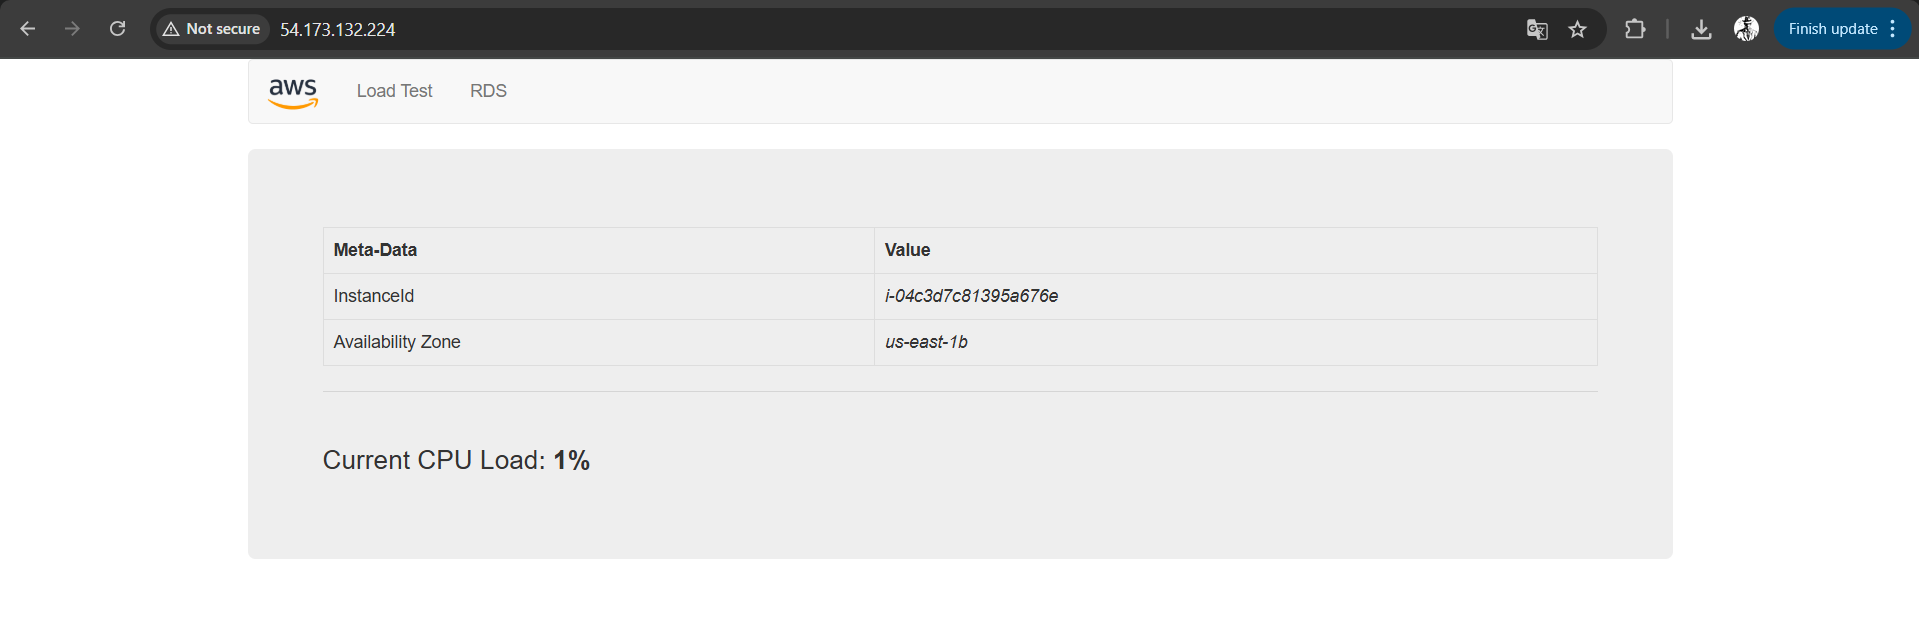 Not secure 54.173.132.224 Finish update
aws Load Test RDS
Meta-Data Value
InstanceId i-04c3d7c81395a676e
Availability Zone us-east-1b
Current CPU Load: 1%